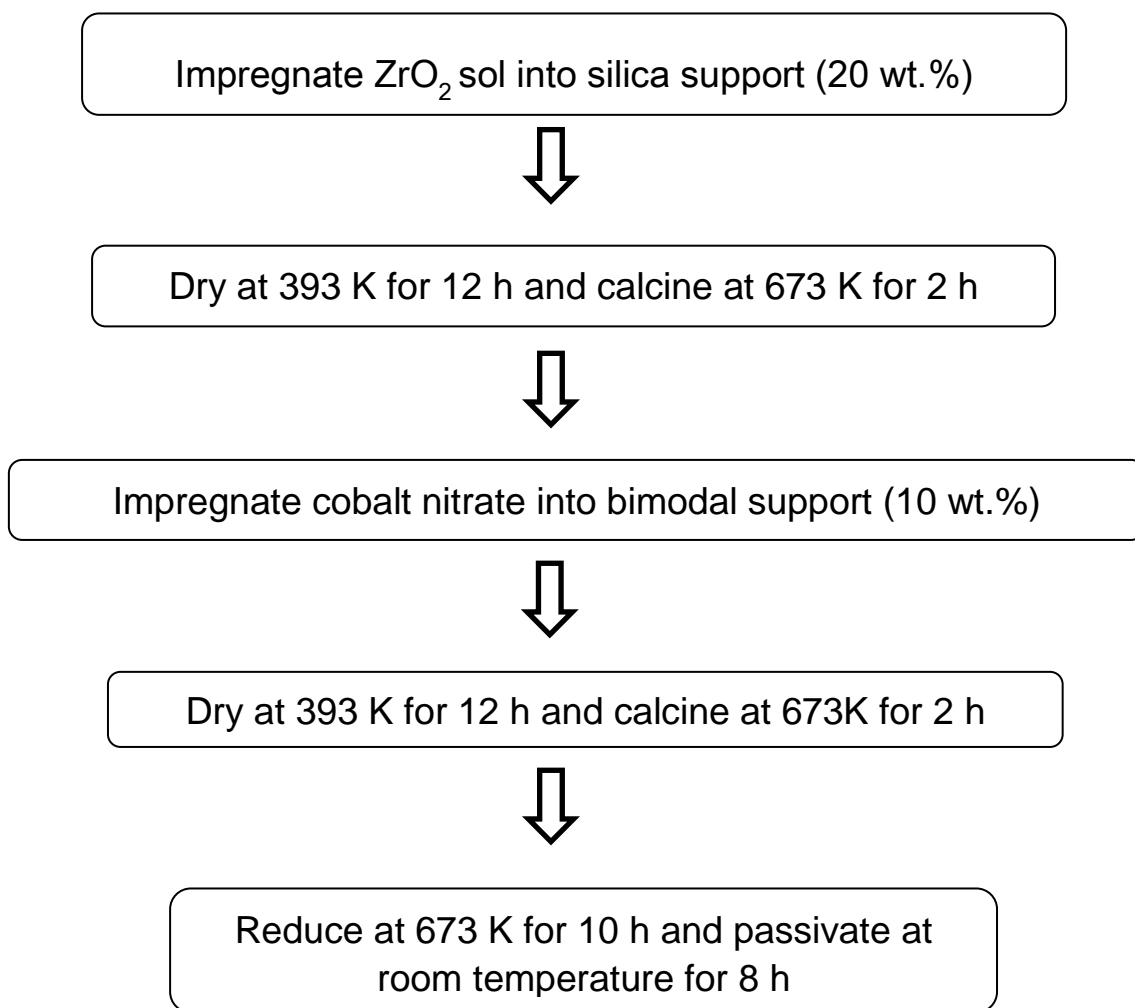 Impregnate ZrO2 sol into silica support (20 wt.%)
Dry at 393 K for 12 h and calcine at 673 K for 2 h
Impregnate cobalt nitrate into bimodal support (10 wt.%)
Dry at 393 K for 12 h and calcine at 673K for 2 h
Reduce at 673 K for 10 h and passivate at
room temperature for 8 h